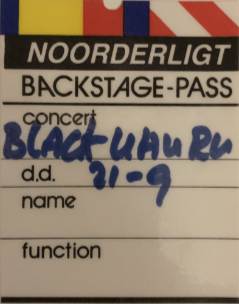 NOORDERLIGT
BACKSTAGE-PASS
concert
BLACK UHURU
d.d. 21-9
name
function